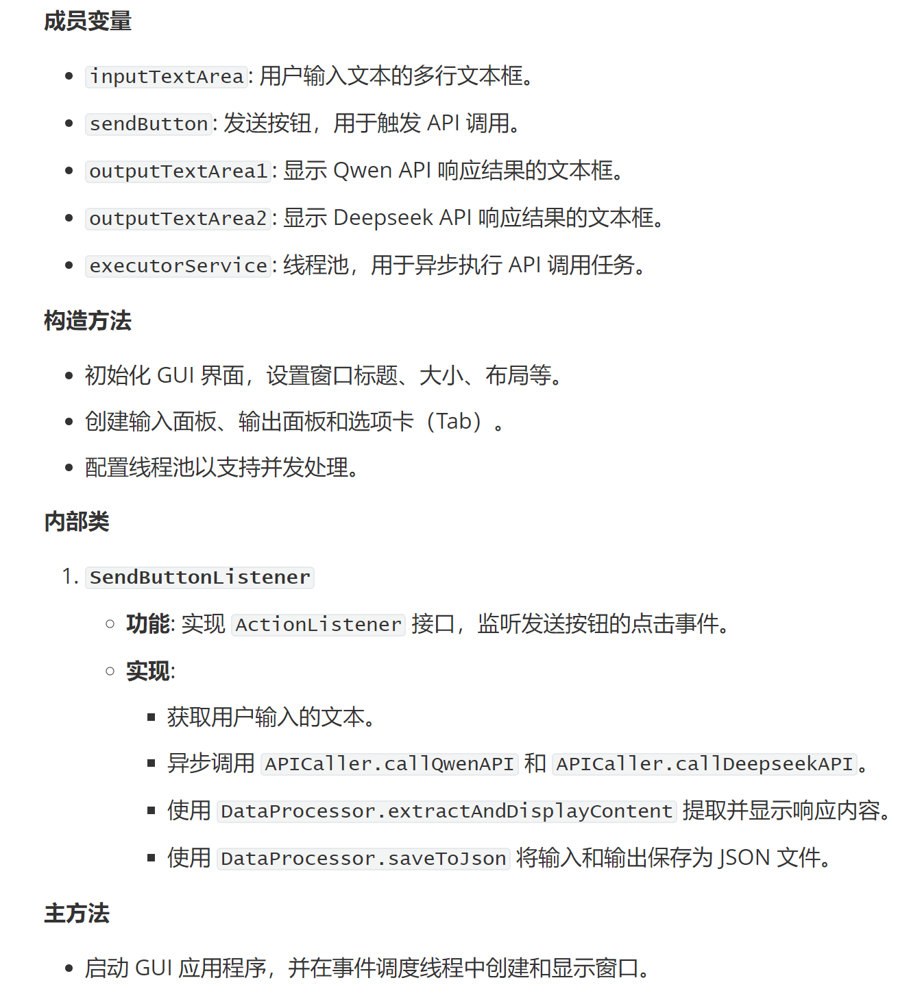 成员变量
inputTextArea: 用户输入文本的多行文本框。
sendButton: 发送按钮，用于触发 API 调用。
outputTextArea1: 显示 Qwen API 响应结果的文本框。
outputTextArea2: 显示 Deepseek API 响应结果的文本框。
executorService: 线程池，用于异步执行 API 调用任务。
构造方法
初始化 GUI 界面，设置窗口标题、大小、布局等。
创建输入面板、输出面板和选项卡（Tab）。
配置线程池以支持并发处理。
内部类
1. SendButtonListener
功能: 实现 ActionListener 接口，监听发送按钮的点击事件。
实现:
获取用户输入的文本。
异步调用 APICaller.callQwenAPI 和 APICaller.callDeepseekAPI。
使用 DataProcessor.extractAndDisplayContent 提取并显示响应内容。
使用 DataProcessor.saveToJson 将输入和输出保存为 JSON 文件。
主方法
启动 GUI 应用程序，并在事件调度线程中创建和显示窗口。